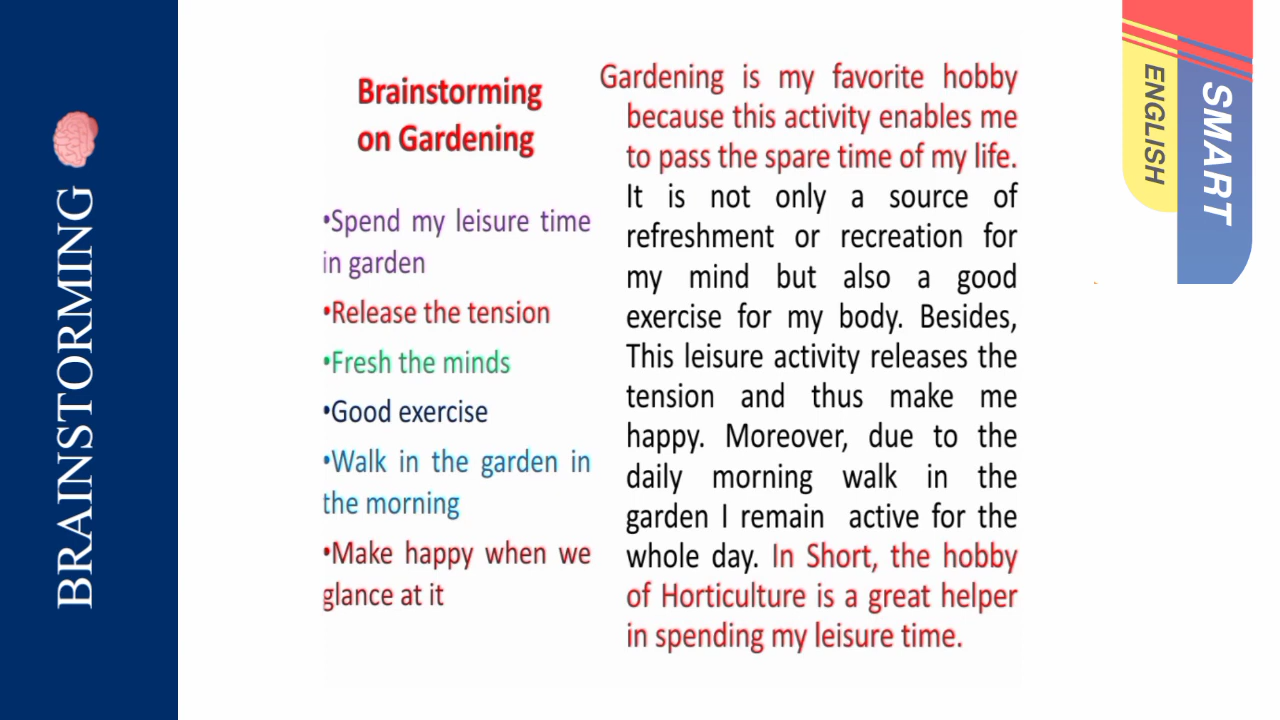 BRAINSTORMING
Brainstorming
on Gardening
•Spend my leisure time
in garden
•Release the tension
•Fresh the minds
•Good exercise
•Walk in the garden in
the morning
•Make happy when we
glance at it
Gardening is my favorite hobby
because this activity enables me
to pass the spare time of my life.
It is not only a source of
refreshment or recreation for
my mind but also a good
exercise for my body. Besides,
This leisure activity releases the
tension and thus make me
happy. Moreover, due to the
daily morning walk in the
garden I remain active for the
whole day. In Short, the hobby
of Horticulture is a great helper
in spending my leisure time.
SMART
ENGLISH